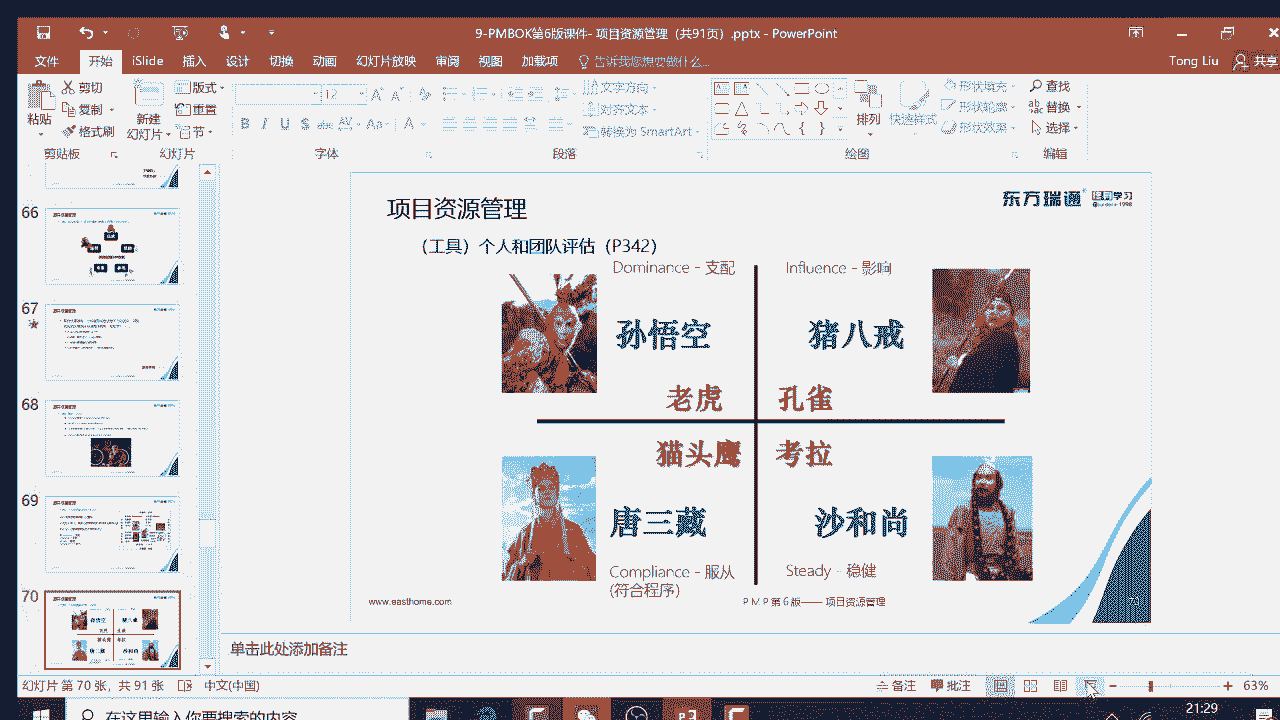 9-PMBOK第6版课件- 项目资源管理（共91页）.pptx - PowerPoint
文件 开始 iSlide 插入 设计 切换 动画 幻灯片放映 审阅 视图 加载项 告诉我您想要做什么... Tong Liu 共享
粘贴 剪切 复制 格式刷 新建 幻灯片 版式 重置 节
12
B I U S abc AV Aa A
文字方向 对齐文本 转换为 SmartArt
排列 快速样式 形状填充 形状轮廓 形状效果
查找 替换 选择
剪贴板 幻灯片 字体 段落 绘图 编辑
66
67
68
69
70
项目资源管理
东方瑞通 终身学习
（工具）个人和团队评估（P342）
Dominance - 支配
Influence - 影响
孙悟空
猪八戒
老虎
孔雀
猫头鹰
考拉
唐三藏
沙和尚
Compliance - 服从
(符合程序)
Steady - 稳健
www.easthome.com
P M P 第 6 版—— 项目资源管理
单击此处添加备注
幻灯片 第 70 张，共 91 张 中文(中国) 备注 批注 63%
在这里输入你要搜索的内容
21:29